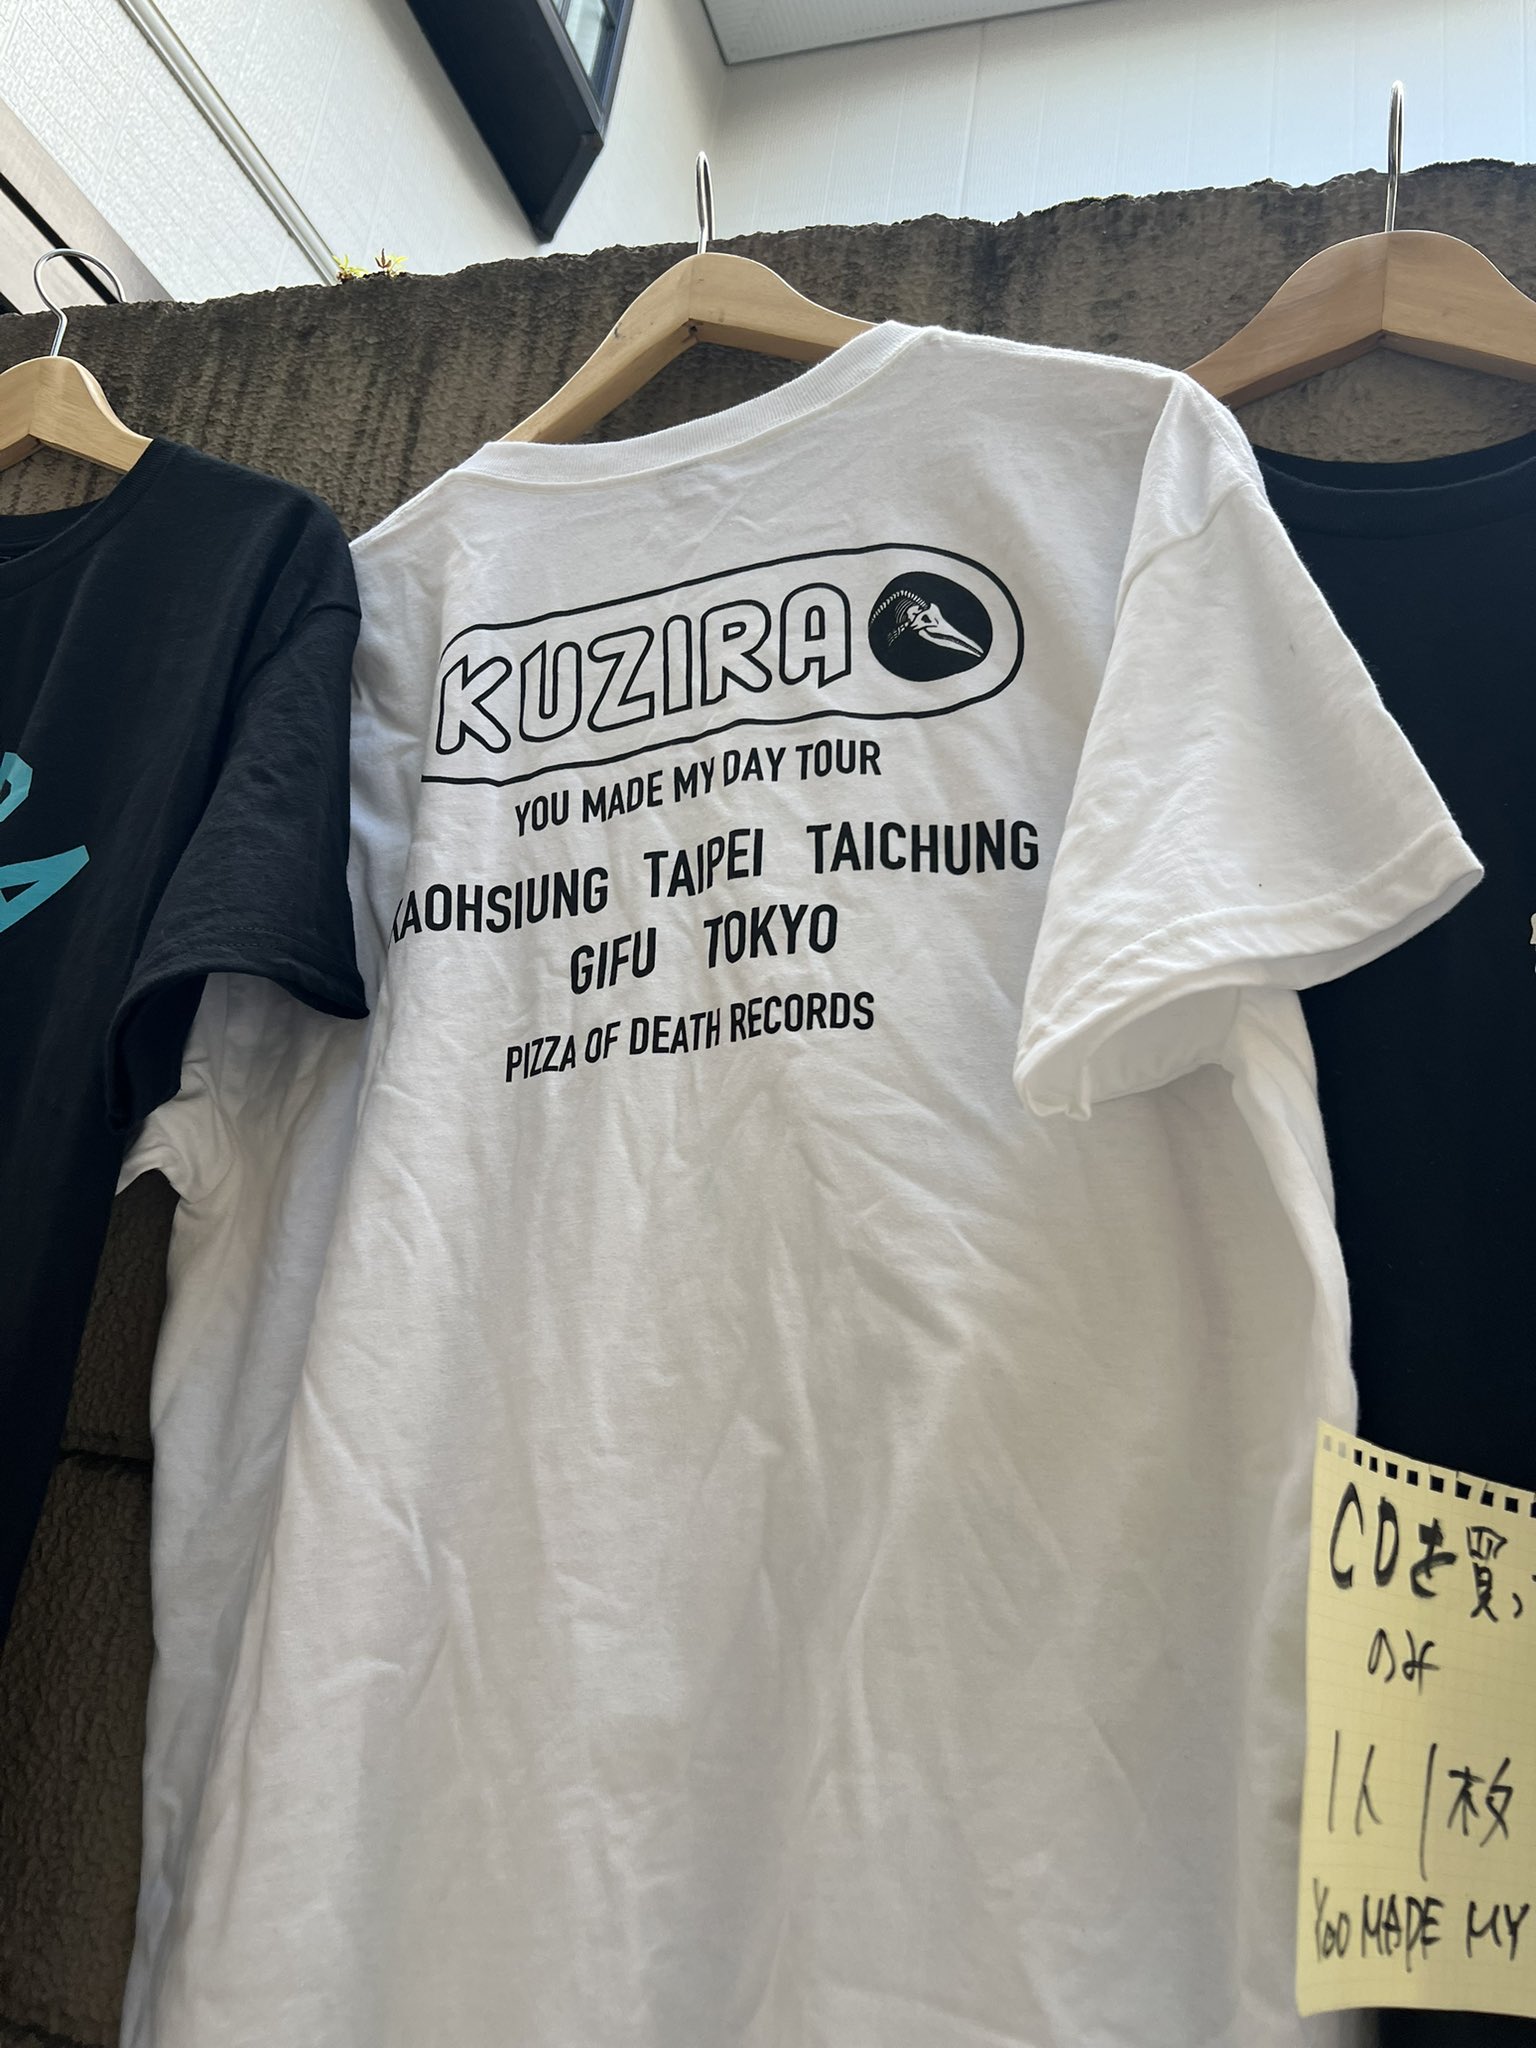 KUZIRA
YOU MADE MY DAY TOUR
KAOHSIUNG TAIPEI TAICHUNG
GIFU TOKYO
PIZZA OF DEATH RECORDS
CDを買っ
のみ
1人 1枚
YOU MADE MY